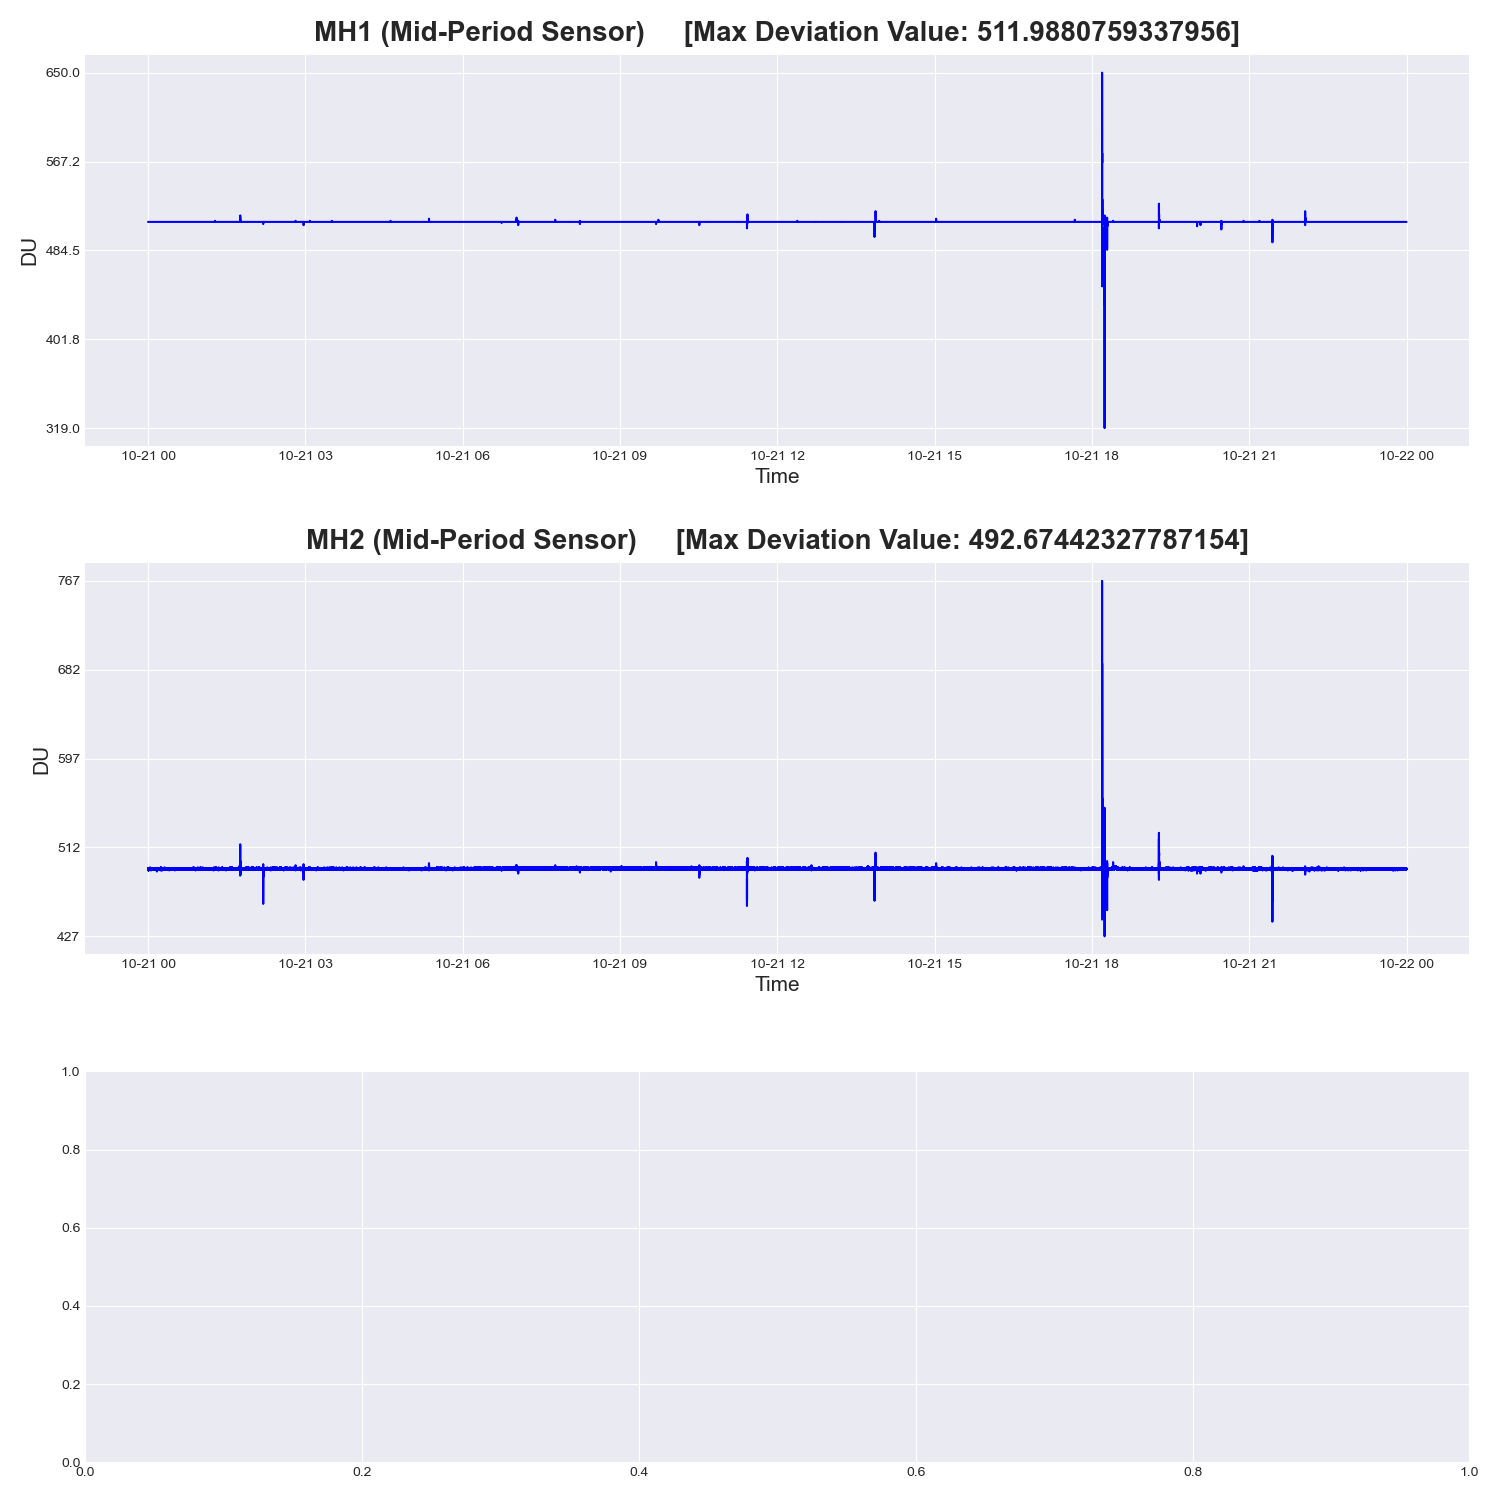 MH1 (Mid-Period Sensor)     [Max Deviation Value: 511.9880759337956]
650.0
567.2
484.5
401.8
319.0
DU
10-21 00 10-21 03 10-21 06 10-21 09 10-21 12 10-21 15 10-21 18 10-21 21 10-22 00
Time
MH2 (Mid-Period Sensor)     [Max Deviation Value: 492.67442327787154]
767
682
597
512
427
DU
10-21 00 10-21 03 10-21 06 10-21 09 10-21 12 10-21 15 10-21 18 10-21 21 10-22 00
Time
1.0
0.8
0.6
0.4
0.2
0.0
0.0 0.2 0.4 0.6 0.8 1.0